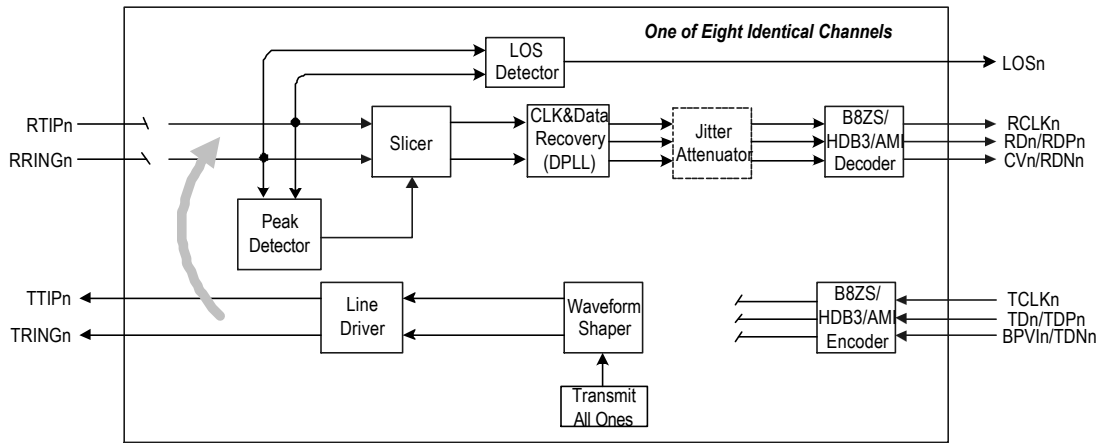 One of Eight Identical Channels
LOS
Detector
LOSn
RTIPn
RRINGn
Slicer
CLK&Data
Recovery
(DPLL)
Jitter
Attenuator
B8ZS/
HDB3/AMI
Decoder
RCLKn
RDn/RDPn
CVn/RDNn
Peak
Detector
TTIPn
TRINGn
Line
Driver
Waveform
Shaper
B8ZS/
HDB3/AMI
Encoder
TCLKn
TDn/TDPn
BPVIn/TDNn
Transmit
All Ones